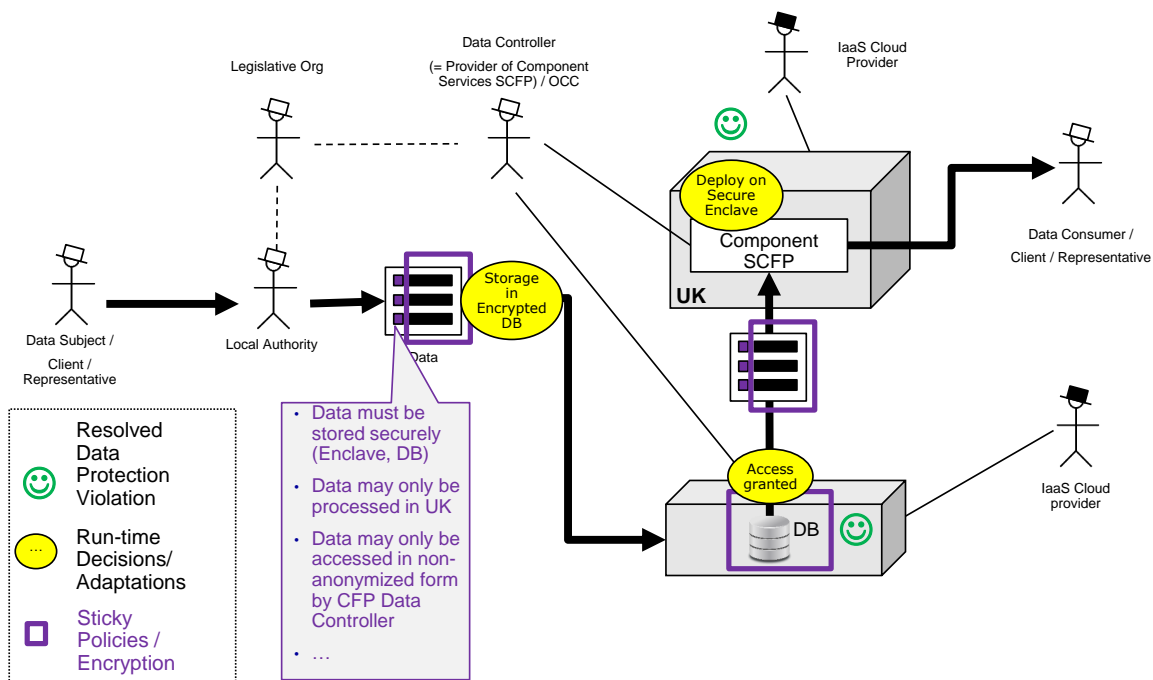 Data Controller
(= Provider of Component
Services SCFP) / OCC
IaaS Cloud
Provider
Legislative Org
Deploy on
Secure
Enclave
Component
SCFP
UK
Data Consumer /
Client / Representative
Storage
in
Encrypted
DB
Data
Data Subject /
Client /
Representative
Local Authority
• Data must be
stored securely
(Enclave, DB)
• Data may only be
processed in UK
• Data may only be
accessed in non-
anonymized form
by CFP Data
Controller
• …
Access
granted
DB
IaaS Cloud
provider
Resolved
Data
Protection
Violation
…
Run-time
Decisions/
Adaptations
Sticky
Policies /
Encryption